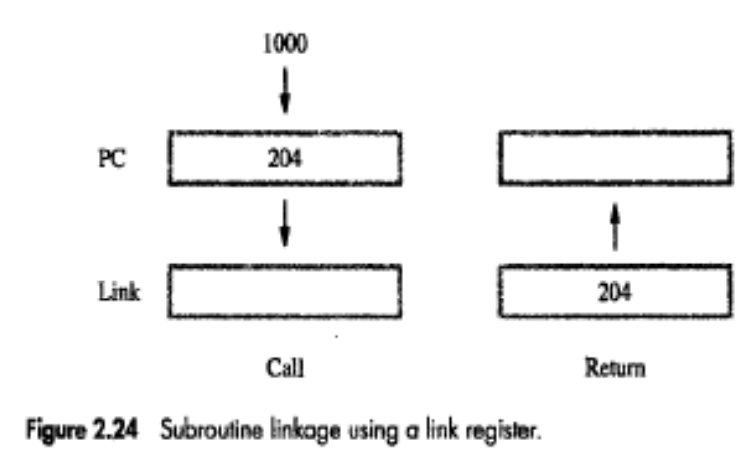 1000
PC 204
Link 204
Call Return
Figure 2.24 Subroutine linkage using a link register.